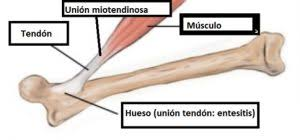 Unión miotendinosa
Músculo
Tendón
Hueso (unión tendón: entesitis)